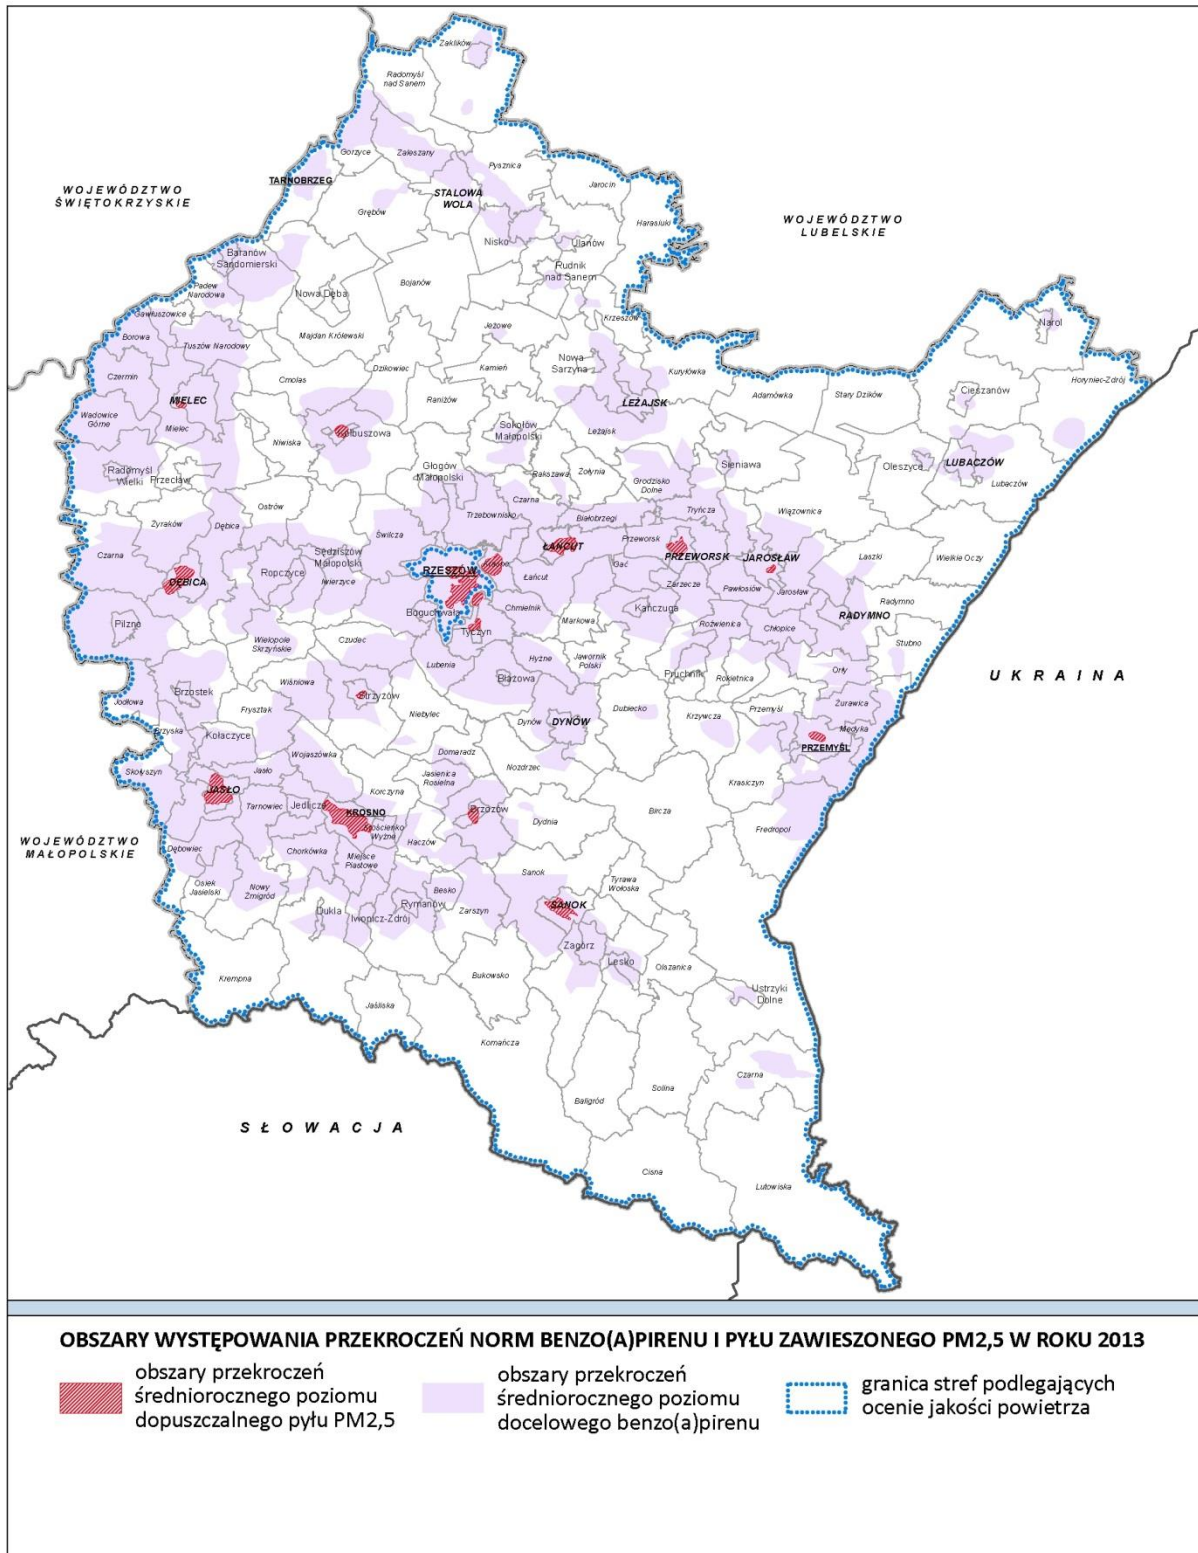 Zaklików
Radomyśl
nad Sanem
Gorzyce
Zaleszany
Pysznica
TARNOBRZEG
WOJEWÓDZTWO
ŚWIĘTOKRZYSKIE
STALOWA
WOLA
Jarocin
Grębów
Harasiuki
WOJEWÓDZTWO
LUBELSKIE
Nisko
Ulanów
Baranów
Sandomierski
Rudnik
nad Sanem
Padew
Narodowa
Nowa Dęba
Bojanów
Gawłuszowice
Krzeszów
Narol
Borowa
Majdan Królewski
Jeżowe
Tuszów Narodowy
Nowa
Sarzyna
Czermin
Cmolas
Dzikowiec
Kamień
Kuryłówka
Horyniec-Zdrój
Adamówka
Stary Dzików
Cieszanów
MIELEC
Raniżów
LEŻAJSK
Wadowice
Górne
Mielec
Kolbuszowa
Sokołów
Małopolski
Leżajsk
Niwiska
Radomyśl
Wielki
Przecław
Głogów
Małopolski
Rakszawa
Żołynia
Grodzisko
Dolne
Sieniawa
Oleszyce
LUBACZÓW
Lubaczów
Ostrów
Czarna
Trzebownisko
Białobrzegi
Tryńcza
Wiązownica
Żyraków
Dębica
Świlcza
Czarna
Sędziszów
Małopolski
ŁAŃCUT
Przeworsk
PRZEWORSK
JAROSŁAW
Laszki
Wielkie Oczy
RZESZÓW
Krasne
DĘBICA
Ropczyce
Iwierzyce
Łańcut
Gać
Zarzecze
Pawłosiów
Jarosław
Radymno
Boguchwała
Chmielnik
Kańczuga
RADYMNO
Pilzno
Markowa
Roźwienica
Chłopice
Tyczyn
Wielopole
Skrzyńskie
Czudec
Stubno
Lubenia
Hyżne
Jawornik
Polski
Pruchnik
Rokietnica
Orły
Brzostek
Wiśniowa
Błażowa
UKRAINA
Jodłowa
Strzyżów
Żurawica
Frysztak
Niebylec
Dynów
DYNÓW
Dubiecko
Krzywcza
Przemyśl
Medyka
Brzyska
Kołaczyce
PRZEMYŚL
Wojaszówka
Domaradz
Skołyszyn
Jasło
Jasienica
Rosielna
Nozdrzec
Krasiczyn
JASŁO
Korczyna
Tarnowiec
Jedlicze
KROSNO
Brzozów
Bircza
Dydnia
Fredropol
WOJEWÓDZTWO
MAŁOPOLSKIE
Krościenko
Wyżne
Haczów
Dębowiec
Chorkówka
Miejsce
Piastowe
Osiek
Jasielski
Nowy
Żmigród
Sanok
Tyrawa
Wołoska
Besko
Rymanów
Zarszyn
SANOK
Dukla
Iwonicz-Zdrój
Zagórz
Lesko
Olszanica
Krempna
Bukowsko
Ustrzyki
Dolne
Jaśliska
Komańcza
Czarna
Solina
Baligród
SŁOWACJA
Cisna
Lutowiska
OBSZARY WYSTĘPOWANIA PRZEKROCZEŃ NORM BENZO(A)PIRENU I PYŁU ZAWIESZONEGO PM2,5 W ROKU 2013
obszary przekroczeń
średniorocznego poziomu
dopuszczalnego pyłu PM2,5
obszary przekroczeń
średniorocznego poziomu
docelowego benzo(a)pirenu
granica stref podlegających
ocenie jakości powietrza